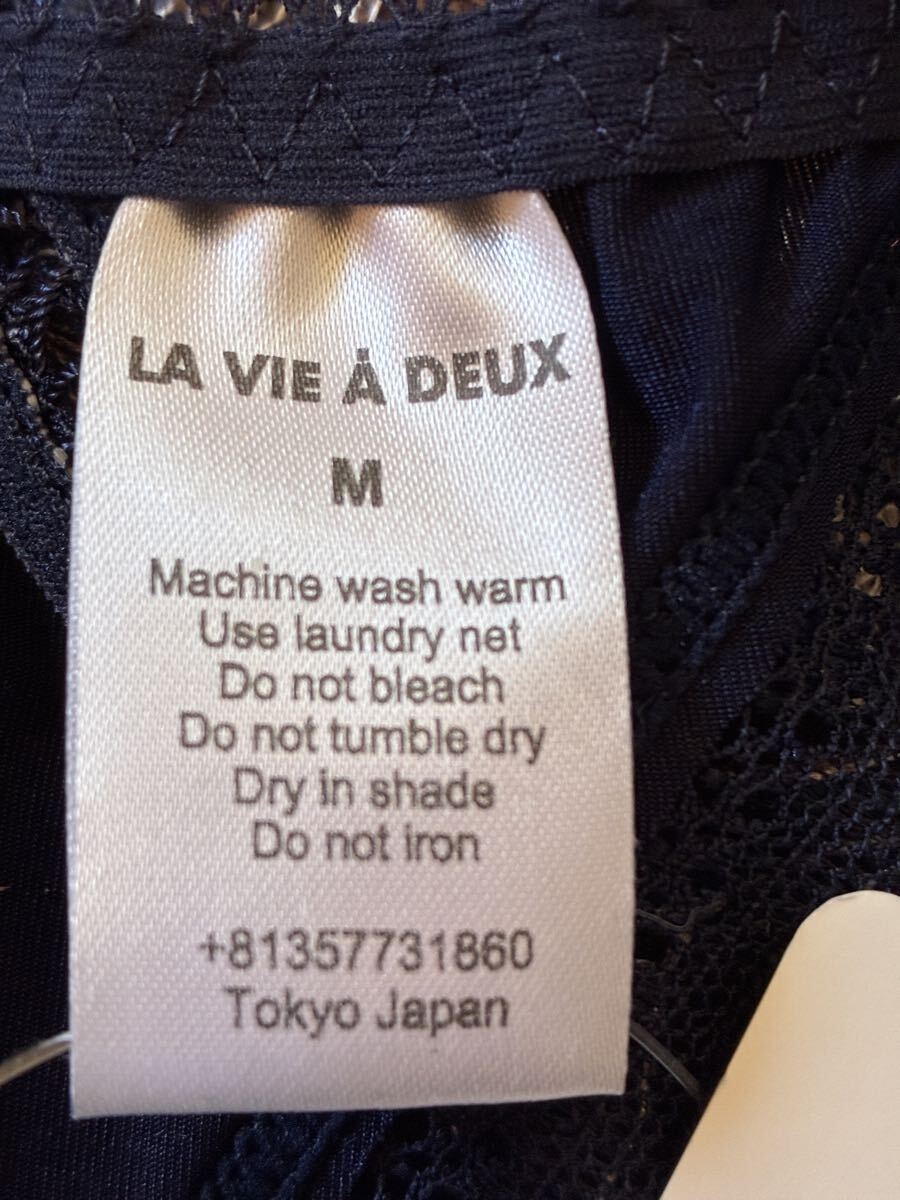 LA VIE À DEUX
M
Machine wash warm
Use laundry net
Do not bleach
Do not tumble dry
Dry in shade
Do not iron
+81357731860
Tokyo Japan